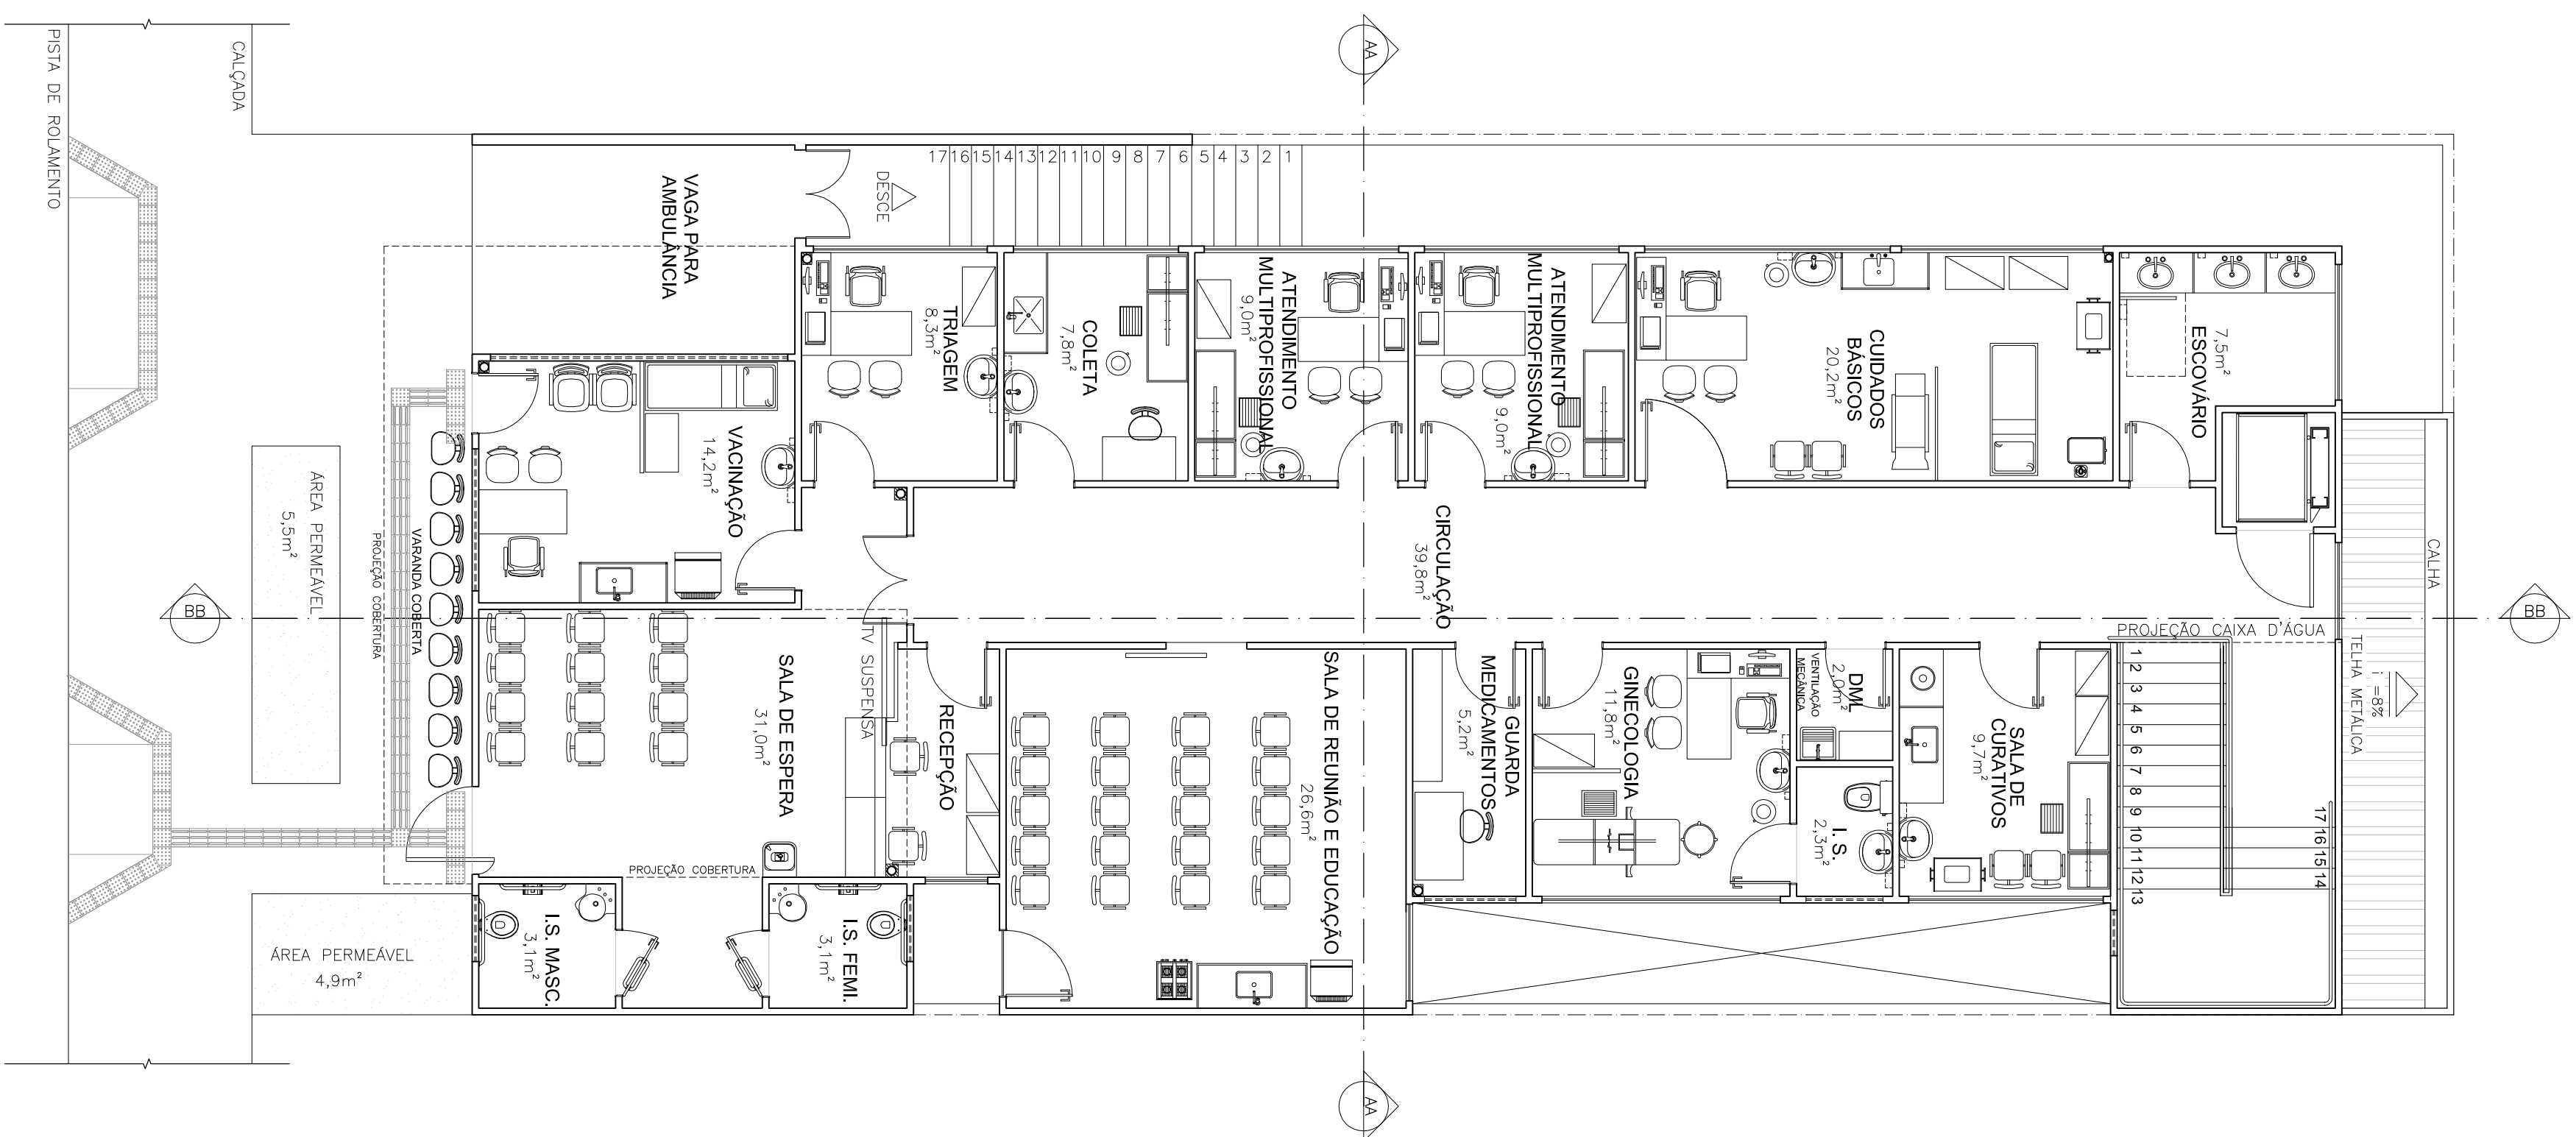 PISTA DE ROLAMENTO
CALÇADA
AA
VAGA PARA
AMBULÂNCIA
DESCE
17 16 15 14 13 12 11 10 9 8 7 6 5 4 3 2 1
TRIAGEM
8,3m²
COLETA
7,8m²
ATENDIMENTO
MULTIPROFISSIONAL
9,0m²
ATENDIMENTO
MULTIPROFISSIONAL
9,0m²
CUIDADOS
BÁSICOS
20,2m²
7,5m²
ESCOVÁRIO
VACINAÇÃO
14,2m²
ÁREA PERMEÁVEL
5,5m²
PROJEÇÃO COBERTURA
VARANDA COBERTA
BB
CIRCULAÇÃO
39,8m²
CALHA
BB
PROJEÇÃO CAIXA D'ÁGUA
TELHA METÁLICA
i =8%
SALA DE ESPERA
31,0m²
TV SUSPENSA
RECEPÇÃO
SALA DE REUNIÃO E EDUCAÇÃO
26,6m²
GUARDA
MEDICAMENTOS
5,2m²
GINECOLOGIA
11,8m²
DML
2,0m²
VENTILAÇÃO
MECÂNICA
I. S.
2,3m²
SALA DE
CURATIVOS
9,7m²
1
2
3
4
5
6
7
8
9
10
11
12
13
17
16
15
14
PROJEÇÃO COBERTURA
I.S. MASC.
3,1m²
I.S. FEMI.
3,1m²
ÁREA PERMEÁVEL
4,9m²
AA